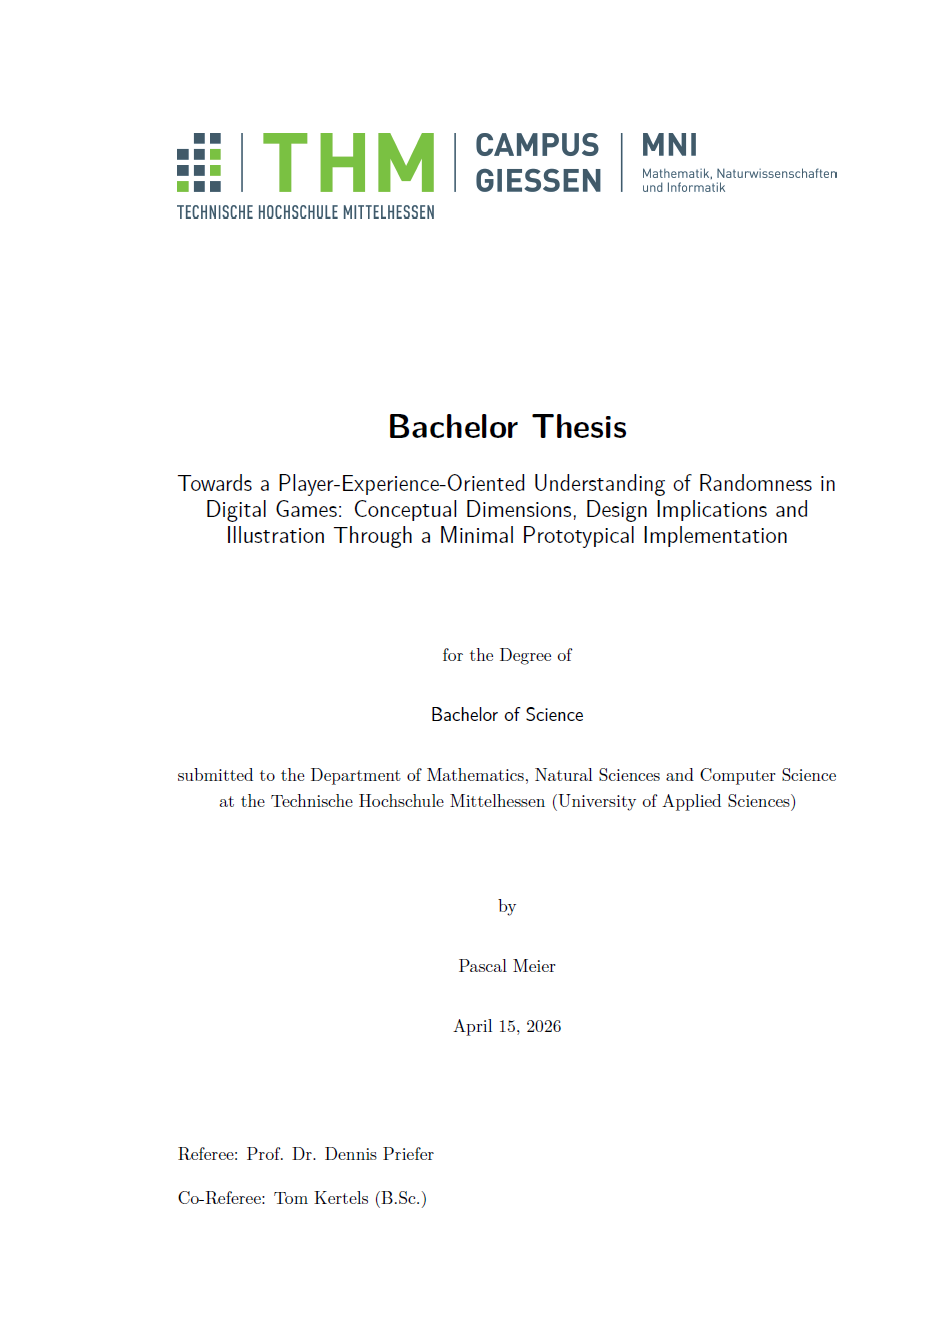 THM
CAMPUS
GIESSEN
MNI
Mathematik, Naturwissenschaften
und Informatik
TECHNISCHE HOCHSCHULE MITTELHESSEN
Bachelor Thesis
Towards a Player-Experience-Oriented Understanding of Randomness in
Digital Games: Conceptual Dimensions, Design Implications and
Illustration Through a Minimal Prototypical Implementation
for the Degree of
Bachelor of Science
submitted to the Department of Mathematics, Natural Sciences and Computer Science
at the Technische Hochschule Mittelhessen (University of Applied Sciences)
by
Pascal Meier
April 15, 2026
Referee: Prof. Dr. Dennis Priefer
Co-Referee: Tom Kertels (B.Sc.)